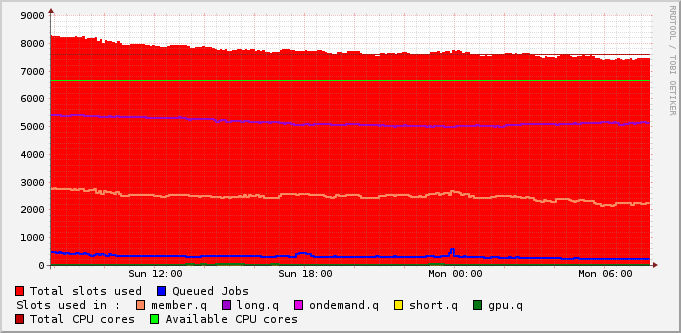 RRDTOOL / TOBI OETIKER
9000
8000
7000
6000
5000
4000
3000
2000
1000
0
Sun 12:00 Sun 18:00 Mon 00:00 Mon 06:00
Total slots used Queued Jobs
Slots used in : member.q long.q ondemand.q short.q gpu.q
Total CPU cores Available CPU cores